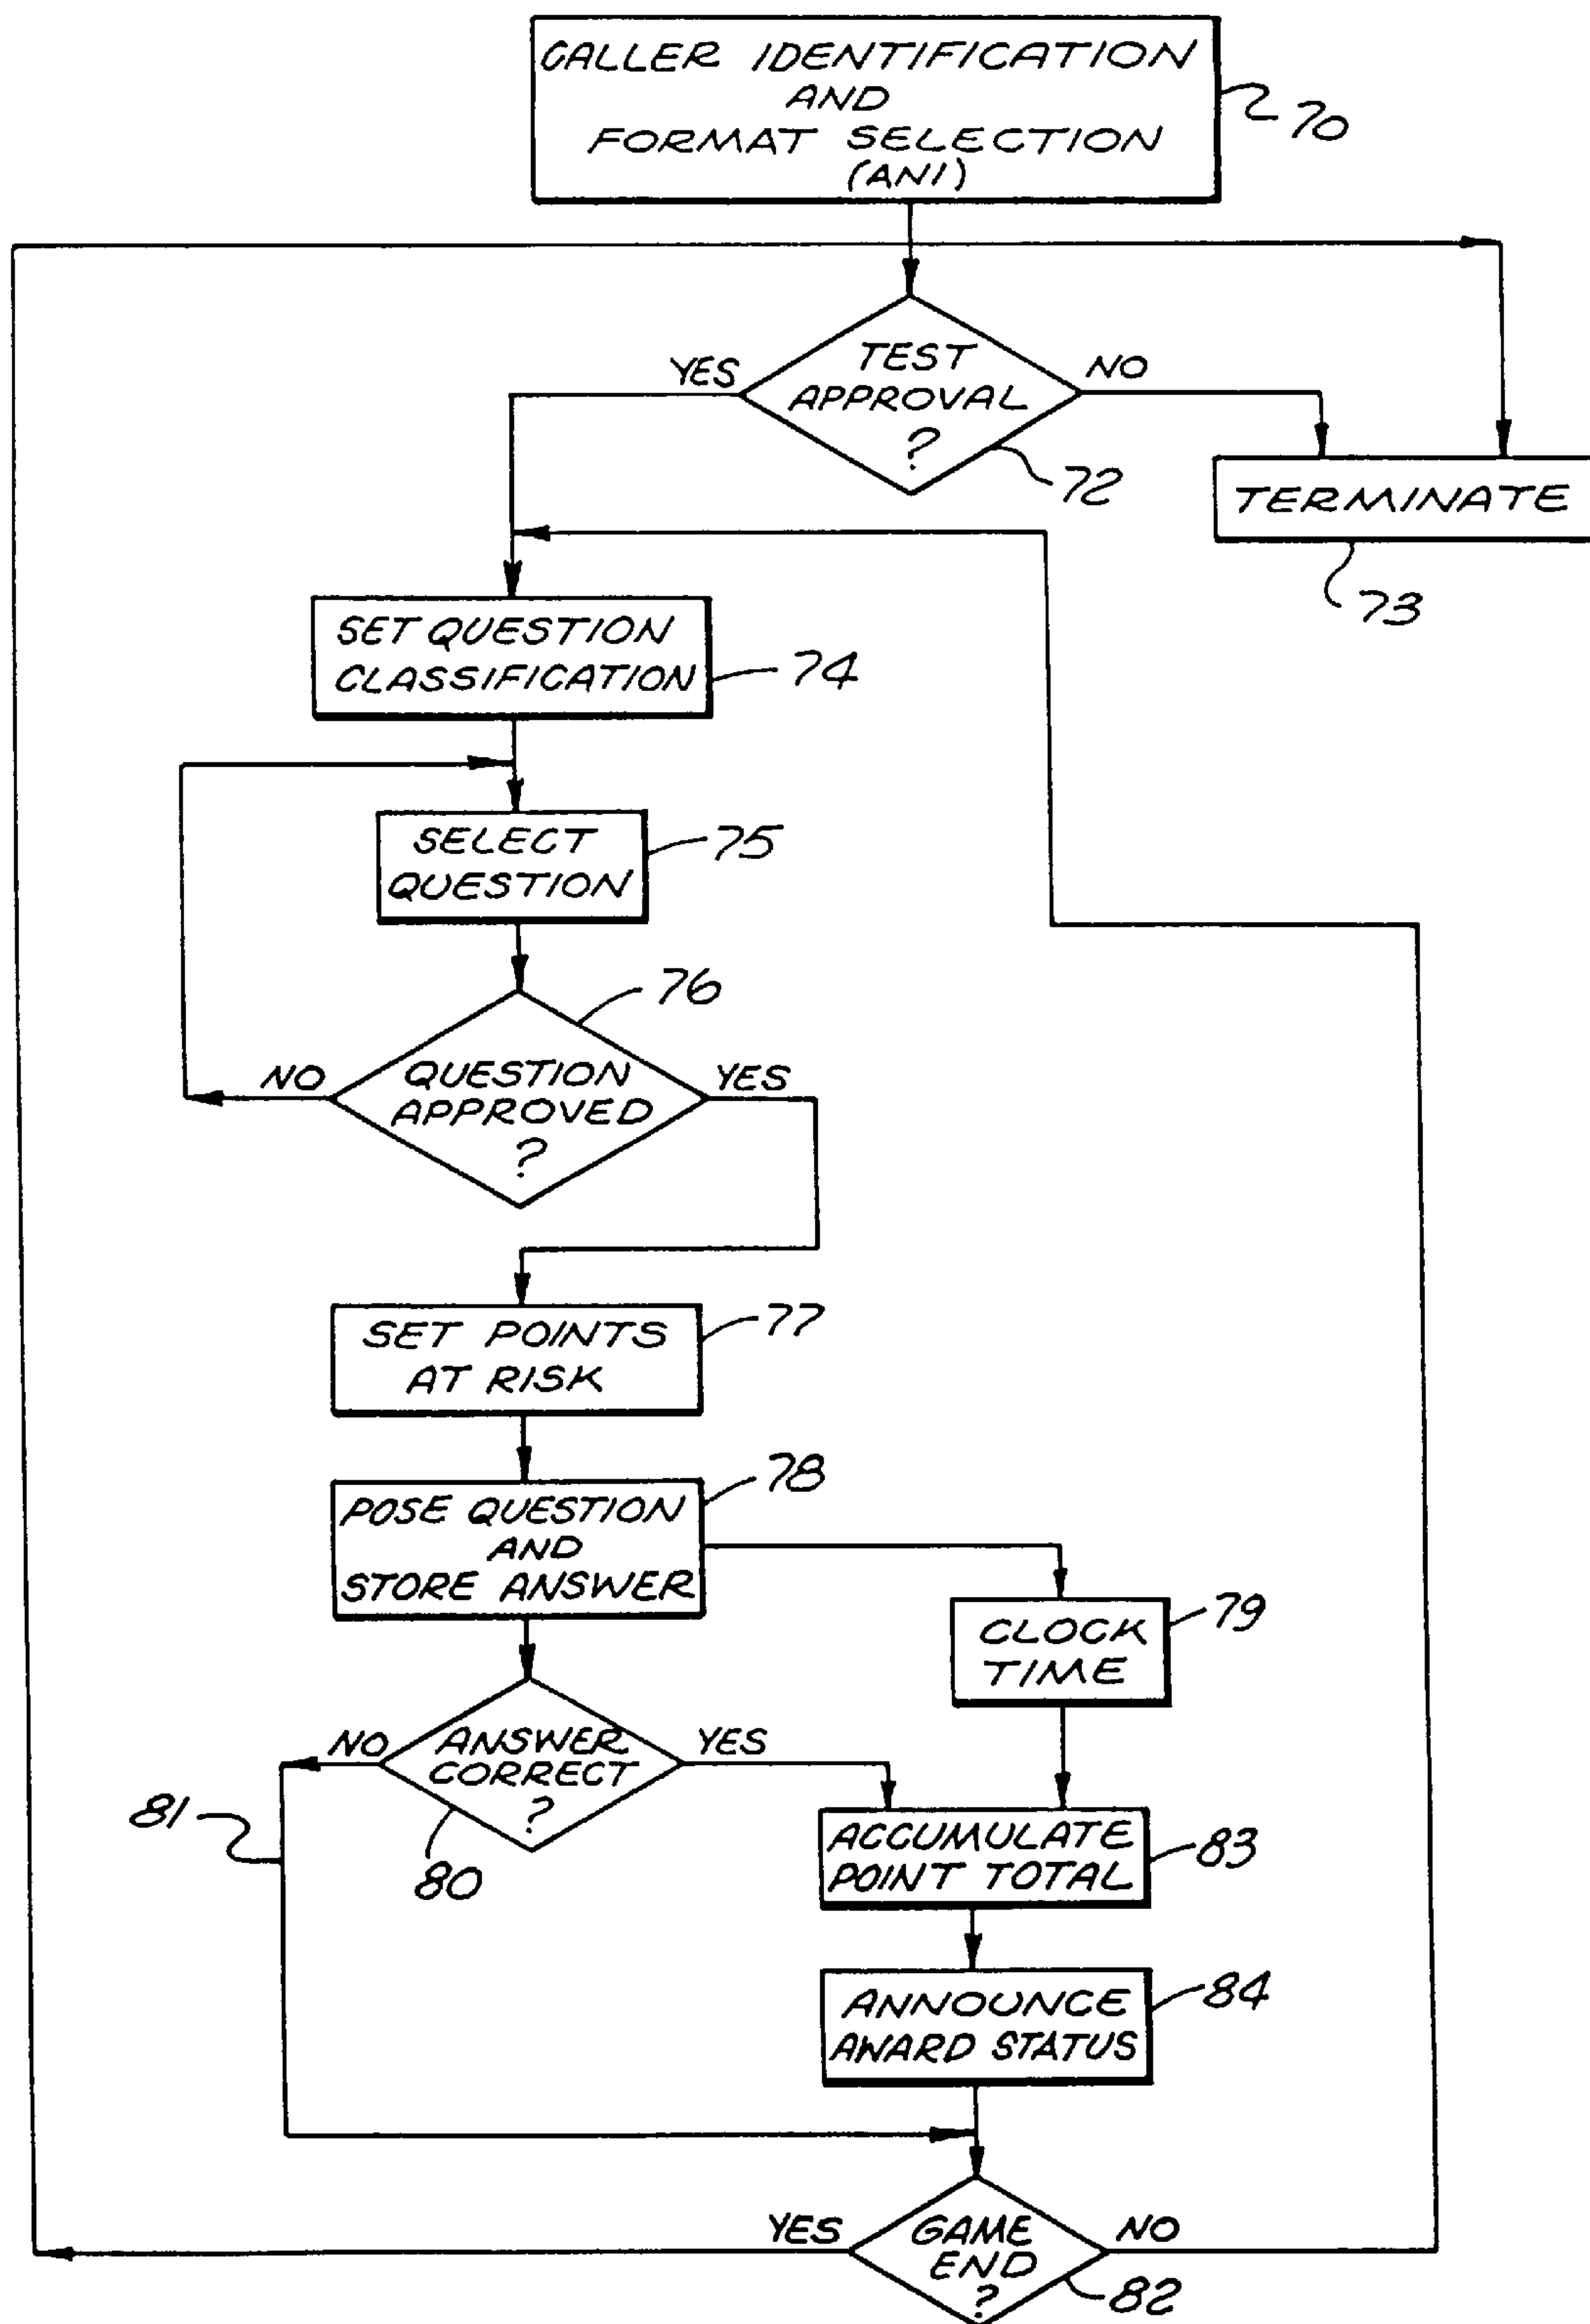 CALLER IDENTIFICATION
AND
FORMAT SELECTION
(ANI)
70
YES
TEST
APPROVAL
?
NO
72
TERMINATE
73
SET QUESTION
CLASSIFICATION
74
SELECT
QUESTION
75
76
NO
QUESTION
APPROVED
?
YES
SET POINTS
AT RISK
77
POSE QUESTION
AND
STORE ANSWER
78
CLOCK
TIME
79
NO
ANSWER
CORRECT
?
YES
81
80
ACCUMULATE
POINT TOTAL
83
ANNOUNCE
AWARD STATUS
84
YES
GAME
END
?
NO
82